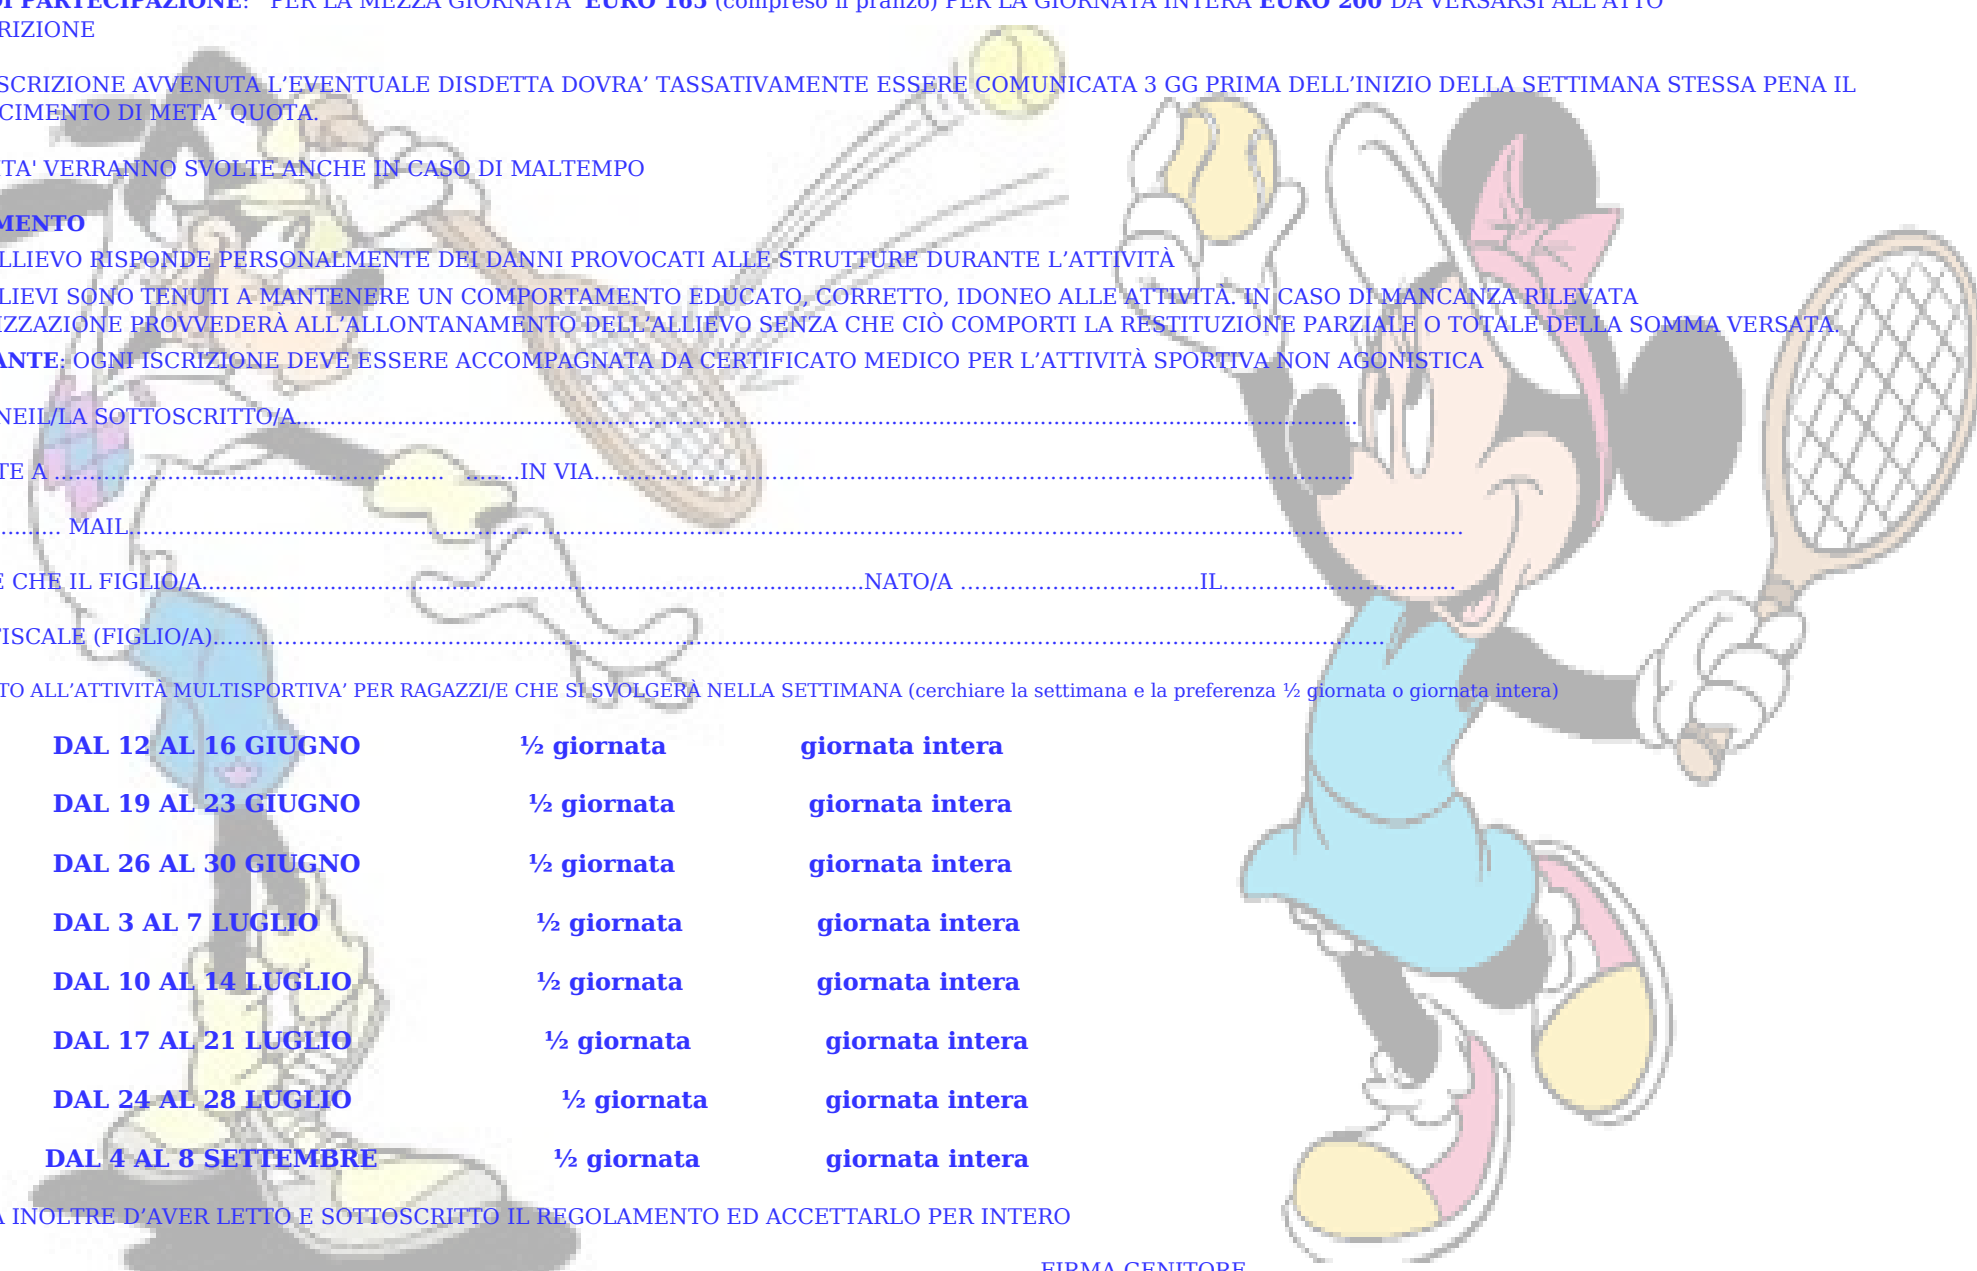 DI PARTECIPAZIONE: PER LA MEZZA GIORNATA EURO 165 (compreso il pranzo) PER LA GIORNATA INTERA EURO 200 DA VERSARSI ALL'ATTO
RIZIONE
SCRIZIONE AVVENUTA L'EVENTUALE DISDETTA DOVRA' TASSATIVAMENTE ESSERE COMUNICATA 3 GG PRIMA DELL'INIZIO DELLA SETTIMANA STESSA PENA IL
CIMENTO DI META' QUOTA.
ITA' VERRANNO SVOLTE ANCHE IN CASO DI MALTEMPO
MENTO
LLIEVO RISPONDE PERSONALMENTE DEI DANNI PROVOCATI ALLE STRUTTURE DURANTE L'ATTIVITÀ
LIEVI SONO TENUTI A MANTENERE UN COMPORTAMENTO EDUCATO, CORRETTO, IDONEO ALLE ATTIVITÀ. IN CASO DI MANCANZA RILEVATA
IZZAZIONE PROVVEDERÀ ALL'ALLONTANAMENTO DELL'ALLIEVO SENZA CHE CIÒ COMPORTI LA RESTITUZIONE PARZIALE O TOTALE DELLA SOMMA VERSATA.
ANTE: OGNI ISCRIZIONE DEVE ESSERE ACCOMPAGNATA DA CERTIFICATO MEDICO PER L'ATTIVITÀ SPORTIVA NON AGONISTICA
NEIL/LA SOTTOSCRITTO/A..........................................................................................
TE A .......................................................... ........IN VIA..........................................................................................
......... MAIL..........................................................................................
E CHE IL FIGLIO/A..........................................................................................NATO/A ..................................IL.................................
FISCALE (FIGLIO/A)..........................................................................................
TO ALL'ATTIVITÀ MULTISPORTIVA' PER RAGAZZI/E CHE SI SVOLGERÀ NELLA SETTIMANA (cerchiare la settimana e la preferenza ½ giornata o giornata intera)
DAL 12 AL 16 GIUGNO ½ giornata giornata intera
DAL 19 AL 23 GIUGNO ½ giornata giornata intera
DAL 26 AL 30 GIUGNO ½ giornata giornata intera
DAL 3 AL 7 LUGLIO ½ giornata giornata intera
DAL 10 AL 14 LUGLIO ½ giornata giornata intera
DAL 17 AL 21 LUGLIO ½ giornata giornata intera
DAL 24 AL 28 LUGLIO ½ giornata giornata intera
DAL 4 AL 8 SETTEMBRE ½ giornata giornata intera
A INOLTRE D'AVER LETTO E SOTTOSCRITTO IL REGOLAMENTO ED ACCETTARLO PER INTERO
FIRMA GENITORE